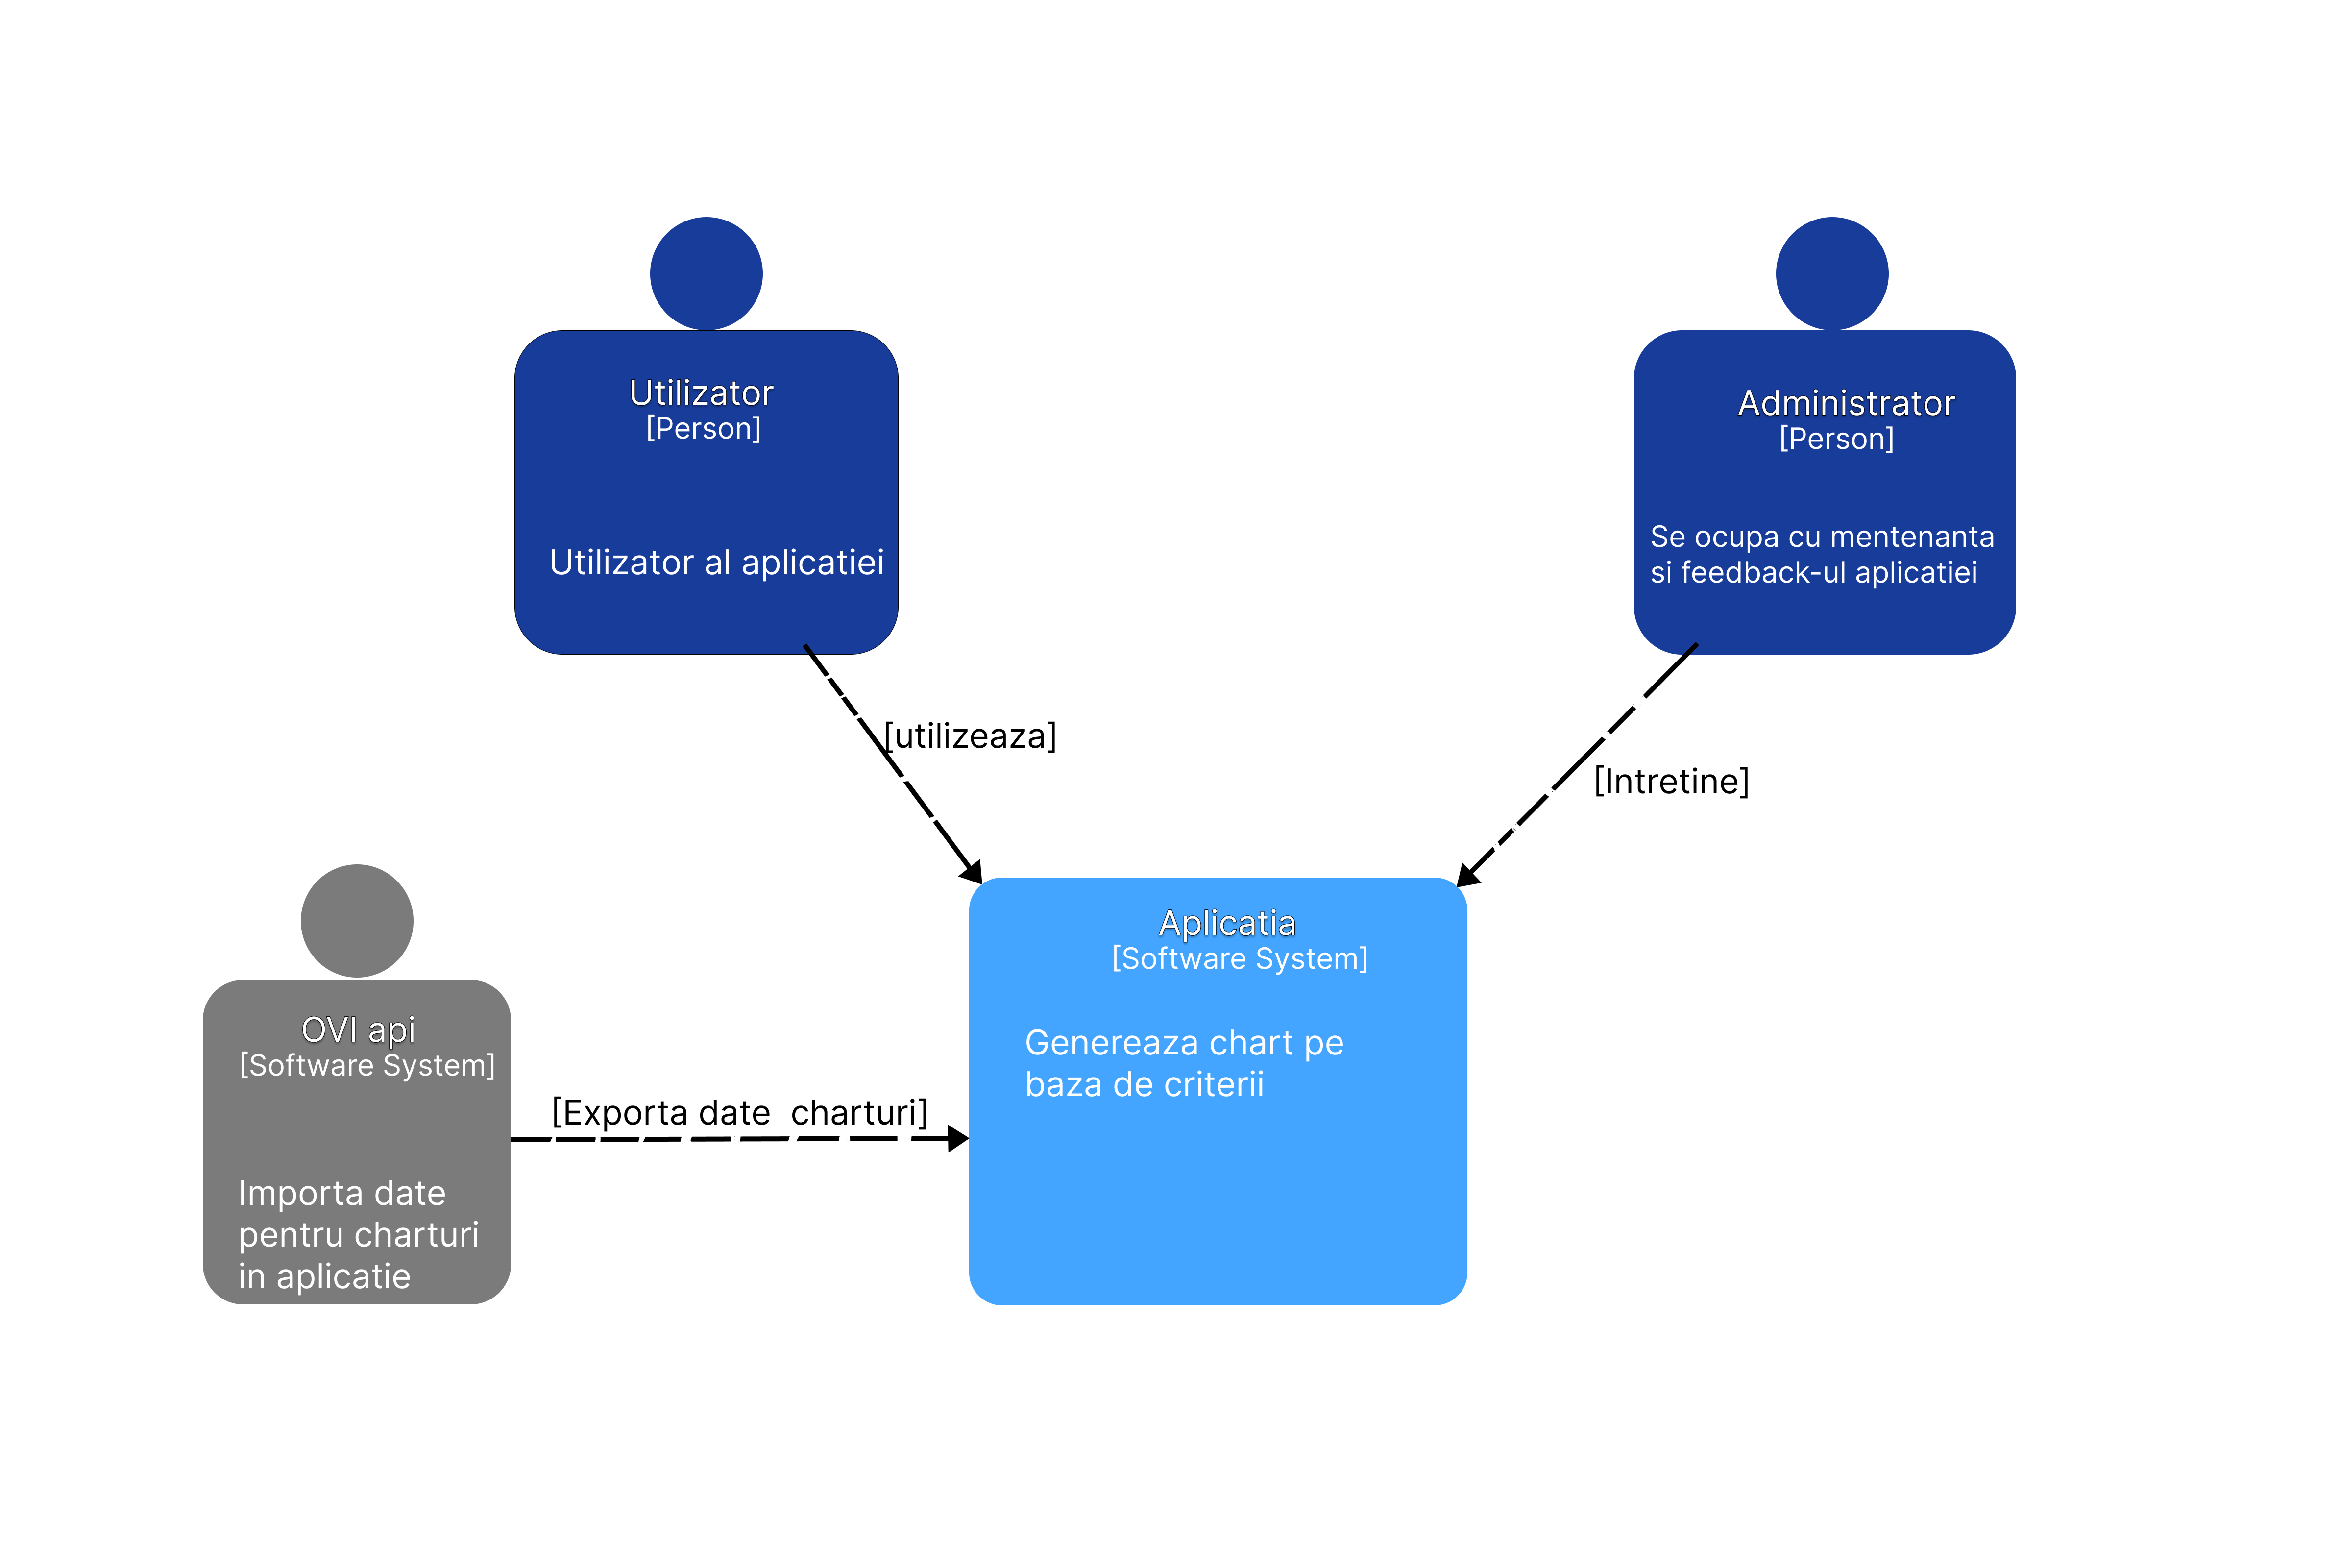 Utilizator
[Person]
Utilizator al aplicatiei
Administrator
[Person]
Se ocupa cu mentenanta
si feedback-ul aplicatiei
[utilizeaza]
[Intretine]
OVI api
[Software System]
Importa date
pentru charturi
in aplicatie
[Exporta date  charturi]
Aplicatia
[Software System]
Genereaza chart pe
baza de criterii